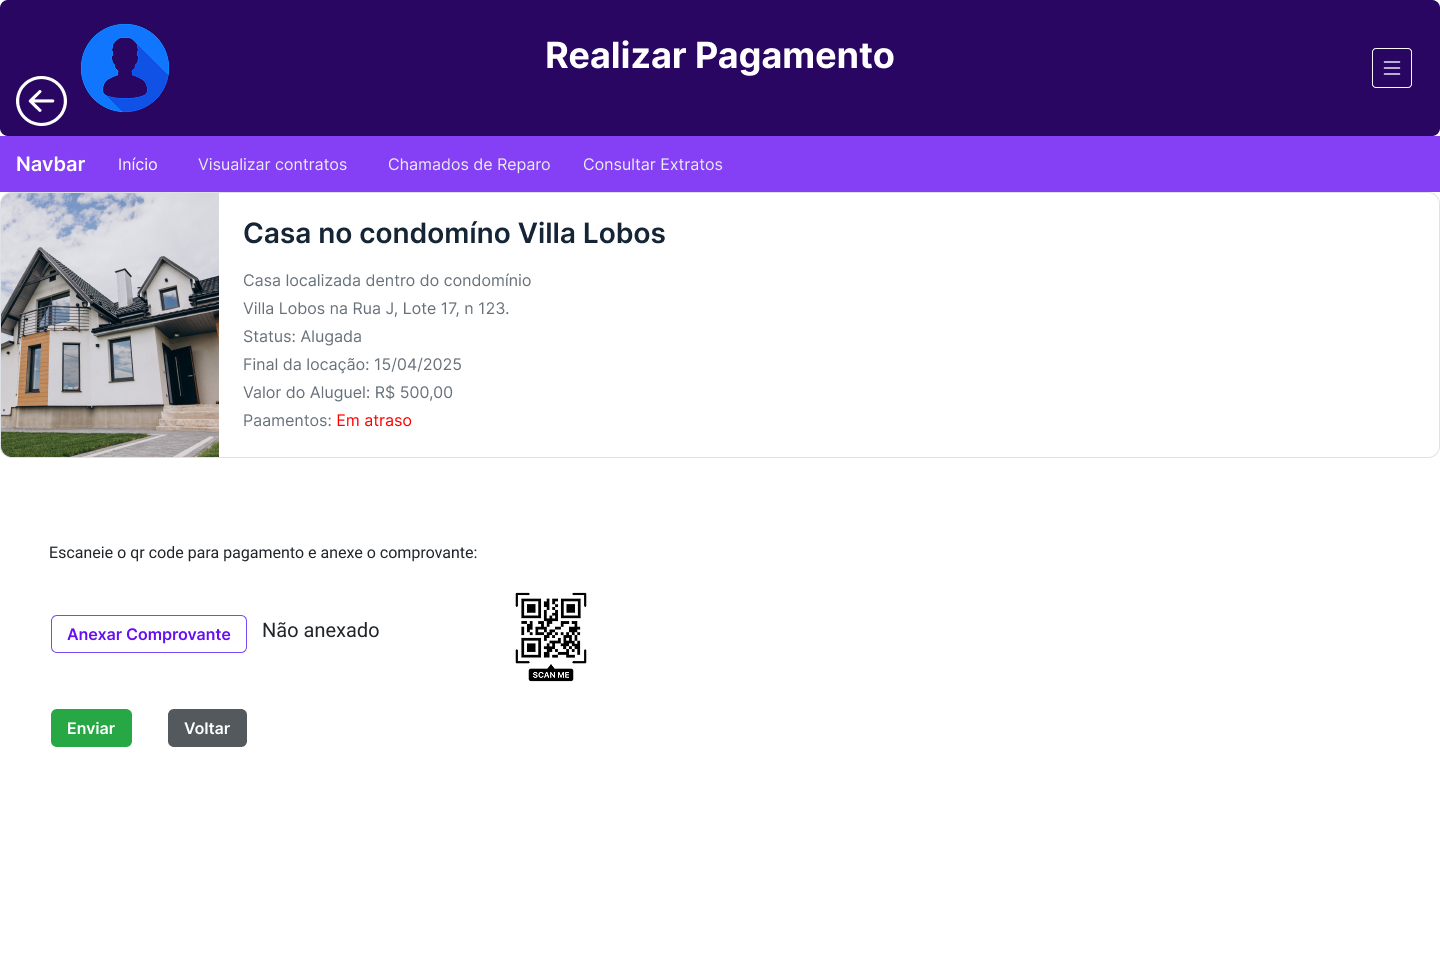 Realizar Pagamento
Navbar Início Visualizar contratos Chamados de Reparo Consultar Extratos
Casa no condomíno Villa Lobos
Casa localizada dentro do condomínio
Villa Lobos na Rua J, Lote 17, n 123.
Status: Alugada
Final da locação: 15/04/2025
Valor do Aluguel: R$ 500,00
Paamentos: Em atraso
Escaneie o qr code para pagamento e anexe o comprovante:
Anexar Comprovante Não anexado
SCAN ME
Enviar Voltar